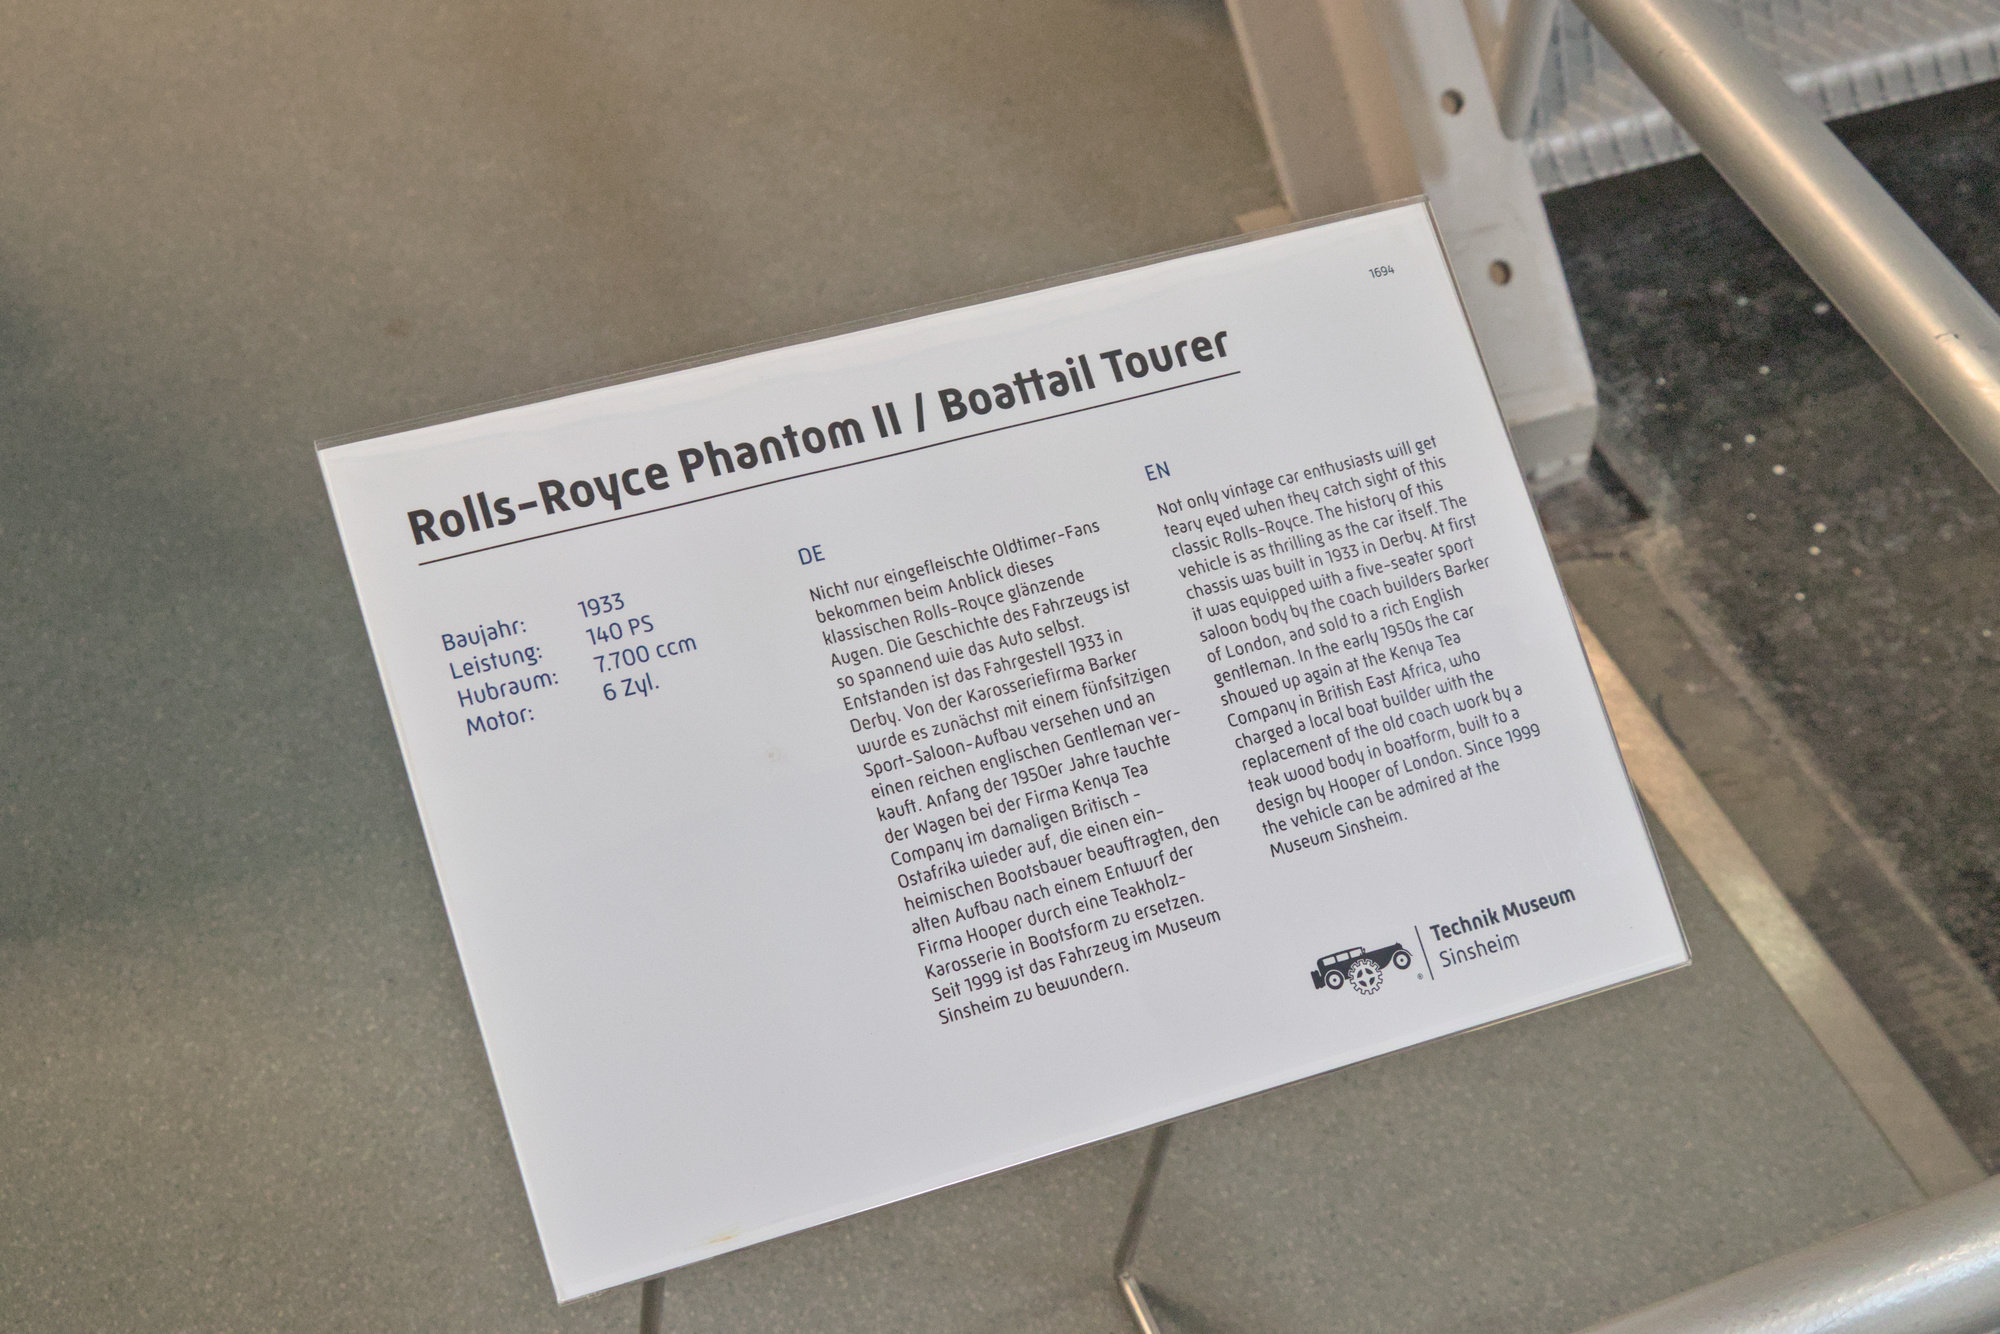 1694
Rolls-Royce Phantom II / Boattail Tourer
Baujahr: 1933
Leistung: 140 PS
Hubraum: 7.700 ccm
Motor: 6 Zyl.
DE
Nicht nur eingefleischte Oldtimer-Fans
bekommen beim Anblick dieses
klassischen Rolls-Royce glänzende
Augen. Die Geschichte des Fahrzeugs ist
so spannend wie das Auto selbst.
Entstanden ist das Fahrgestell 1933 in
Derby. Von der Karosseriefirma Barker
wurde es zunächst mit einem fünfsitzigen
Sport-Saloon-Aufbau versehen und an
einen reichen englischen Gentleman ver-
kauft. Anfang der 1950er Jahre tauchte
der Wagen bei der Firma Kenya Tea
Company im damaligen Britisch -
Ostafrika wieder auf, die einen ein-
heimischen Bootsbauer beauftragten, den
alten Aufbau nach einem Entwurf der
Firma Hooper durch eine Teakholz-
Karosserie in Bootsform zu ersetzen.
Seit 1999 ist das Fahrzeug im Museum
Sinsheim zu bewundern.
EN
Not only vintage car enthusiasts will get
teary eyed when they catch sight of this
classic Rolls-Royce. The history of this
vehicle is as thrilling as the car itself. The
chassis was built in 1933 in Derby. At first
it was equipped with a five-seater sport
saloon body by the coach builders Barker
of London, and sold to a rich English
gentleman. In the early 1950s the car
showed up again at the Kenya Tea
Company in British East Africa, who
charged a local boat builder with the
replacement of the old coach work by a
teak wood body in boatform, built to a
design by Hooper of London. Since 1999
the vehicle can be admired at the
Museum Sinsheim.
® Technik Museum
Sinsheim